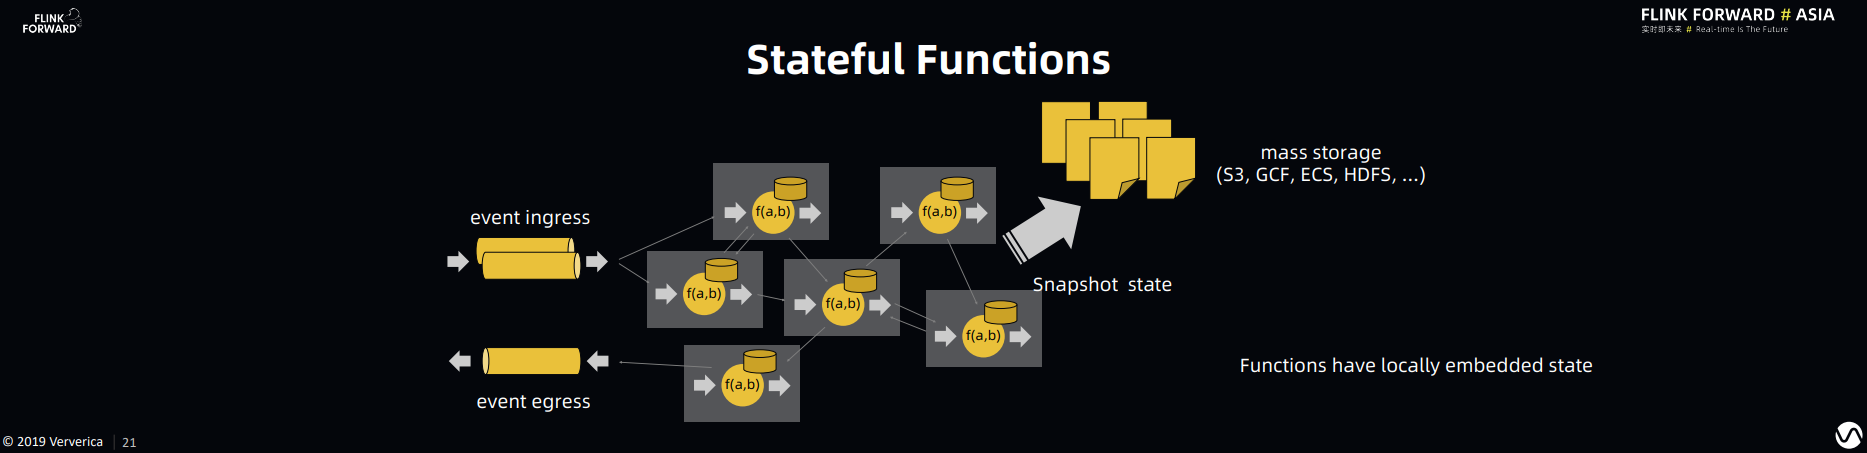 FLINK
FORWARD
FLINK FORWARD # ASIA
实时即未来 # Real-time Is The Future
Stateful Functions
mass storage
(S3, GCF, ECS, HDFS, ...)
event ingress
f(a,b)
f(a,b)
f(a,b)
f(a,b)
f(a,b)
f(a,b)
Snapshot state
event egress
Functions have locally embedded state
© 2019 Ververica
21